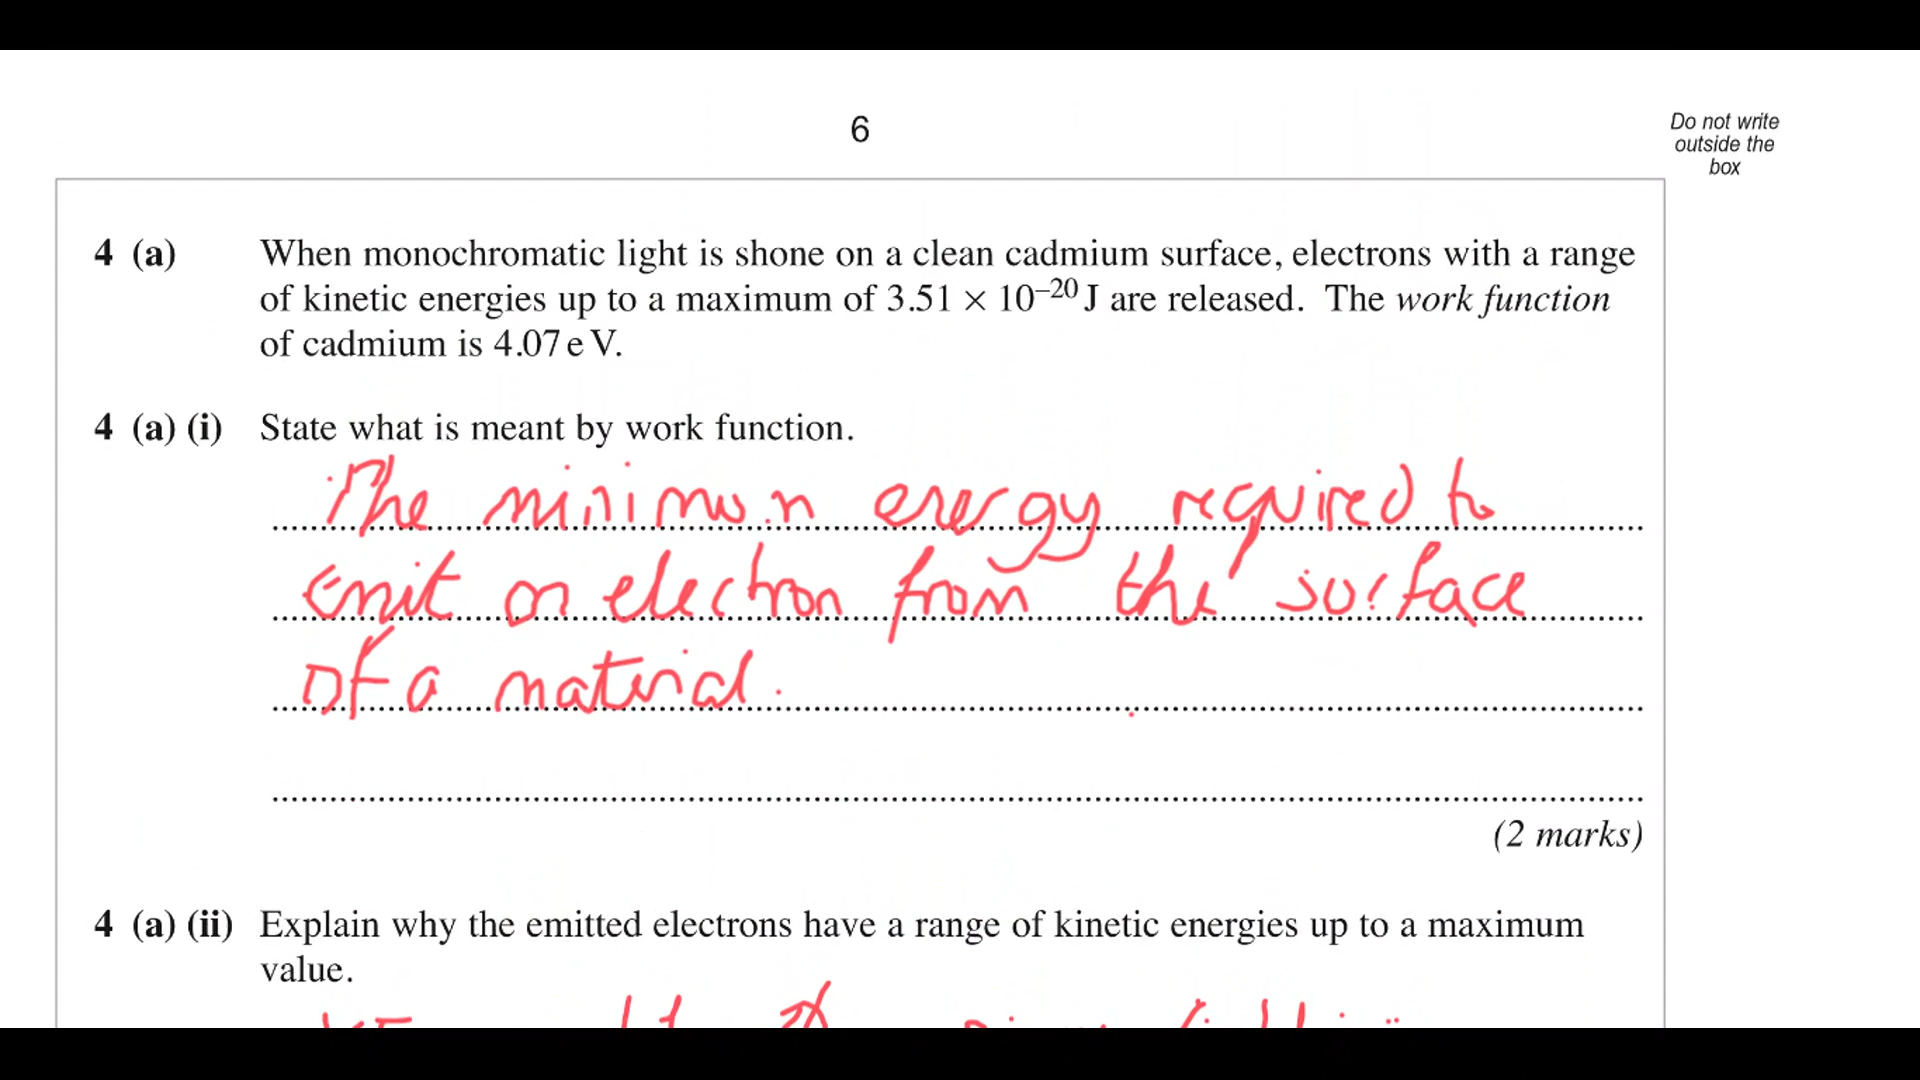 6
Do not write
outside the
box
4 (a) When monochromatic light is shone on a clean cadmium surface, electrons with a range
of kinetic energies up to a maximum of 3.51 × 10⁻²⁰ J are released. The work function
of cadmium is 4.07 e V.
4 (a) (i) State what is meant by work function.
The minimum energy required to
emit an electron from the surface
of a material.
(2 marks)
4 (a) (ii) Explain why the emitted electrons have a range of kinetic energies up to a maximum
value.